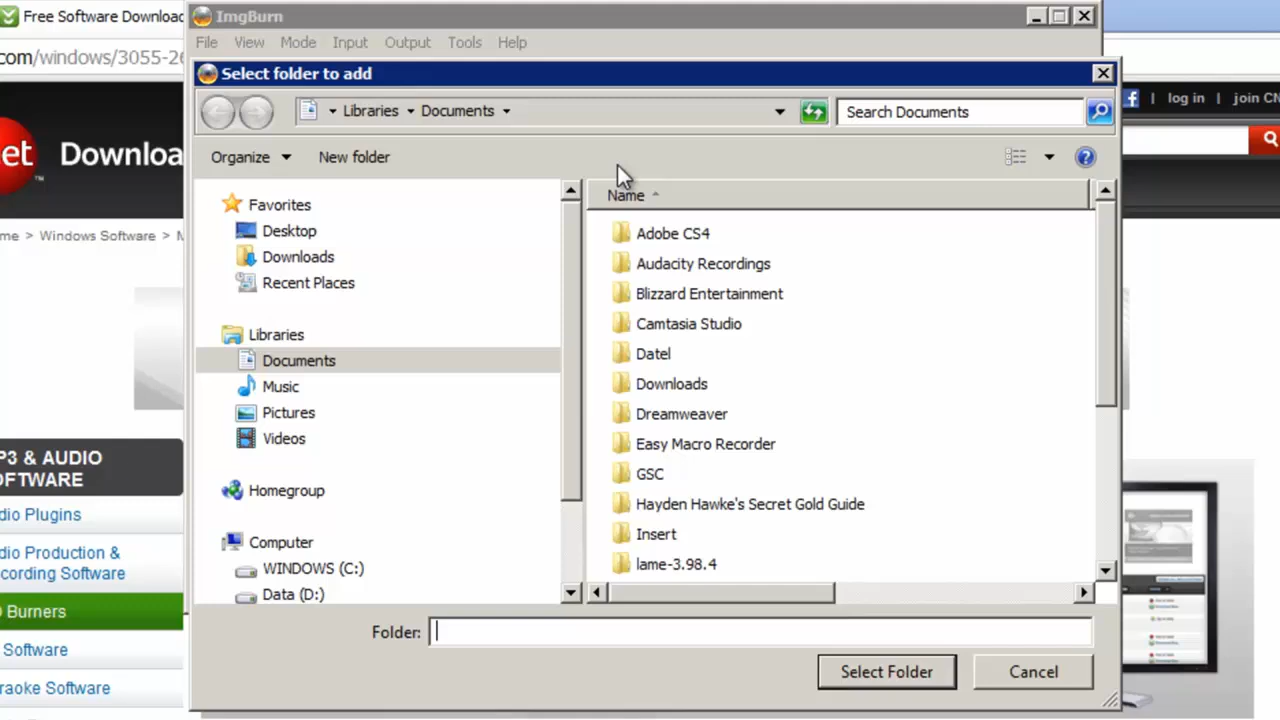 Free Software Download
ImgBurn
File View Mode Input Output Tools Help
com/windows/3055-20
Select folder to add
Libraries Documents
Search Documents
log in | join CN
et Downloa
™
Organize New folder
Name
me > Windows Software > M
Favorites
Desktop
Downloads
Recent Places
Libraries
Documents
Music
Pictures
Videos
Homegroup
Computer
WINDOWS (C:)
Data (D:)
Adobe CS4
Audacity Recordings
Blizzard Entertainment
Camtasia Studio
Datel
Downloads
Dreamweaver
Easy Macro Recorder
GSC
Hayden Hawke's Secret Gold Guide
Insert
lame-3.98.4
P3 & AUDIO
OFTWARE
dio Plugins
dio Production &
cording Software
Burners
Software
raoke Software
Folder:
Select Folder Cancel